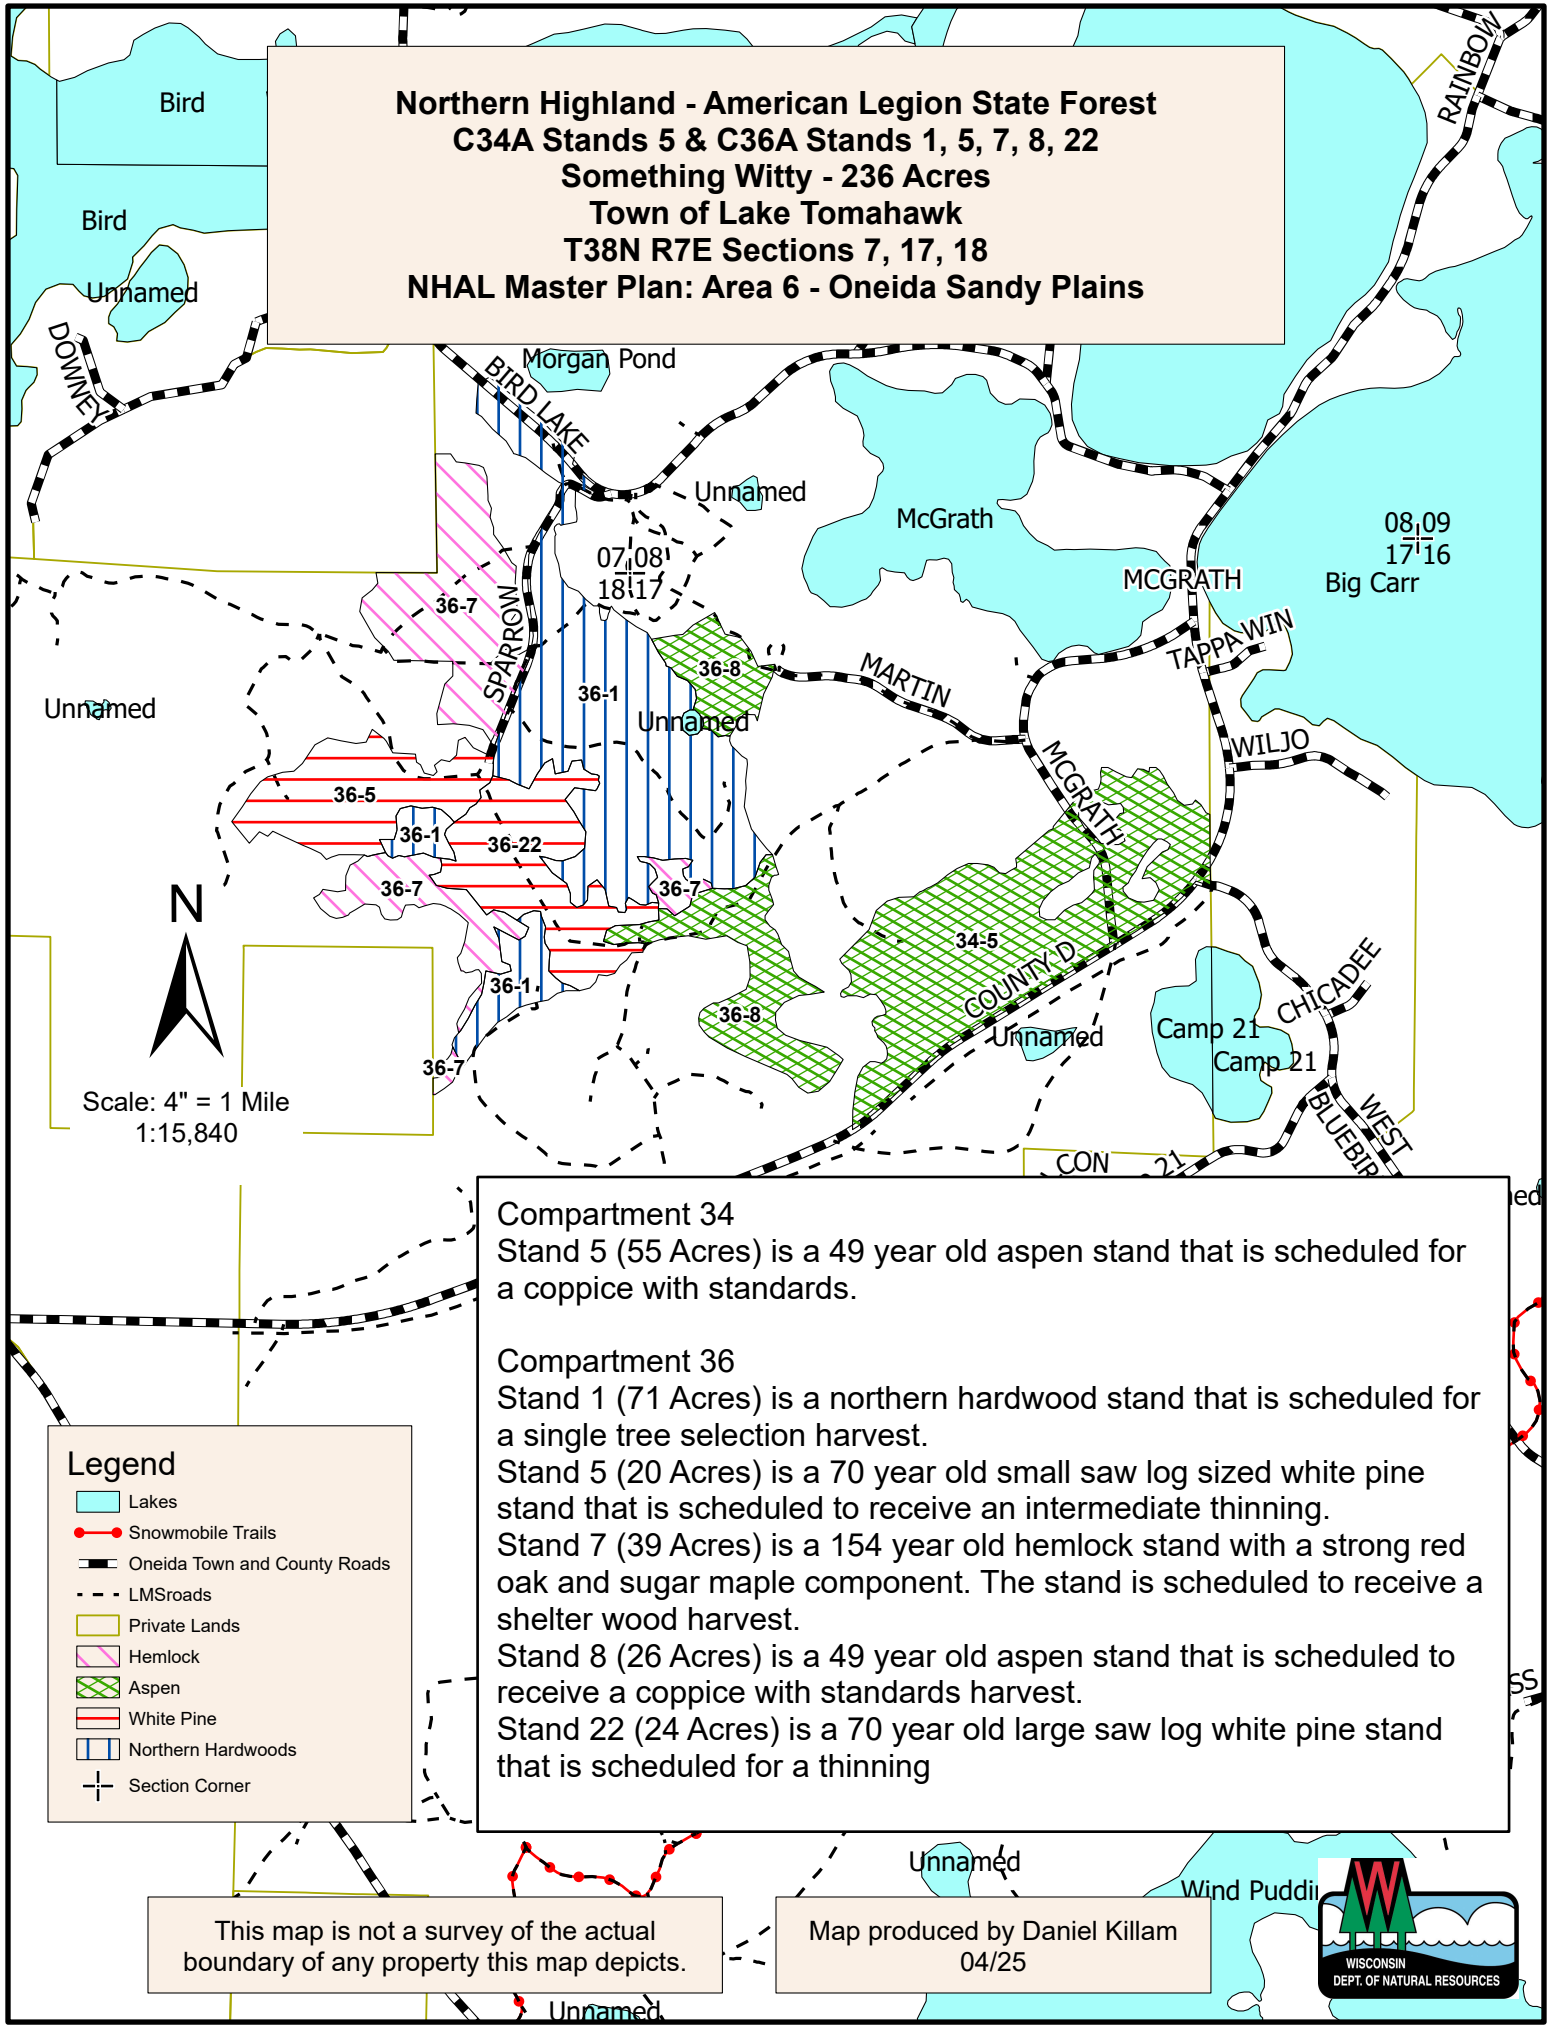 Northern Highland - American Legion State Forest
C34A Stands 5 & C36A Stands 1, 5, 7, 8, 22
Something Witty - 236 Acres
Town of Lake Tomahawk
T38N R7E Sections 7, 17, 18
NHAL Master Plan: Area 6 - Oneida Sandy Plains
Bird
Bird
Unnamed
DOWNEY
RAINBOW
Morgan Pond
BIRD LAKE
Unnamed
McGrath
07 08
18 17
08 09
17 16
Big Carr
MCGRATH
TAPPA WIN
36-7
SPARROW
36-8
36-1
MARTIN
Unnamed
Unnamed
WILJO
MCGRATH
36-5
36-1
36-22
36-7
36-7
34-5
COUNTY D
36-1
36-8
CHICADEE
Unnamed
Camp 21
Camp 21
36-7
N
Scale: 4" = 1 Mile
1:15,840
WEST
BLUEBIR
CON
21
ed
Compartment 34
Stand 5 (55 Acres) is a 49 year old aspen stand that is scheduled for
a coppice with standards.
Compartment 36
Stand 1 (71 Acres) is a northern hardwood stand that is scheduled for
a single tree selection harvest.
Stand 5 (20 Acres) is a 70 year old small saw log sized white pine
stand that is scheduled to receive an intermediate thinning.
Stand 7 (39 Acres) is a 154 year old hemlock stand with a strong red
oak and sugar maple component. The stand is scheduled to receive a
shelter wood harvest.
Stand 8 (26 Acres) is a 49 year old aspen stand that is scheduled to
receive a coppice with standards harvest.
Stand 22 (24 Acres) is a 70 year old large saw log white pine stand
that is scheduled for a thinning
SS
Legend
Lakes
Snowmobile Trails
Oneida Town and County Roads
LMSroads
Private Lands
Hemlock
Aspen
White Pine
Northern Hardwoods
Section Corner
Unnamed
Wind Puddi
This map is not a survey of the actual
boundary of any property this map depicts.
Map produced by Daniel Killam
04/25
W
WISCONSIN
DEPT. OF NATURAL RESOURCES
Unnamed